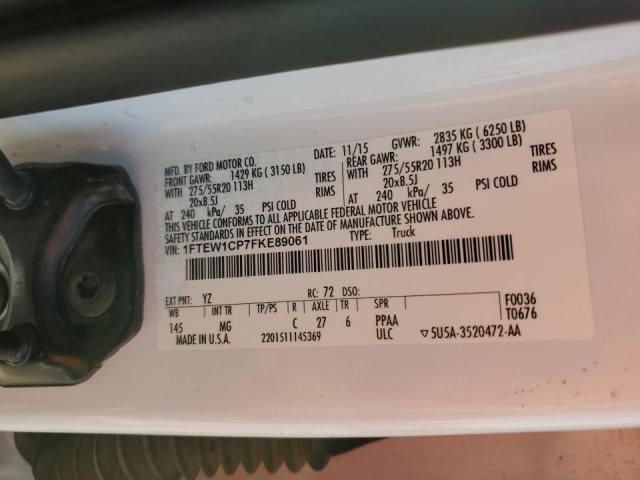 MFD. BY FORD MOTOR CO.
DATE: 11/15 GVWR: 2835 KG ( 6250 LB)
FRONT GAWR: 1429 KG ( 3150 LB) REAR GAWR: 1497 KG ( 3300 LB)
WITH 275/55R20 113H TIRES WITH 275/55R20 113H TIRES
20x8.5J RIMS 20x8.5J RIMS
AT 240 kPa/ 35 PSI COLD AT 240 kPa/ 35 PSI COLD
THIS VEHICLE CONFORMS TO ALL APPLICABLE FEDERAL MOTOR VEHICLE
SAFETY STANDARDS IN EFFECT ON THE DATE OF MANUFACTURE SHOWN ABOVE.
VIN: 1FTEW1CP7FKE89061 TYPE: Truck
EXT PNT: YZ RC: 72 DSO: F0036
WB INT TR TP/PS R AXLE TR SPR T0676
145 MG C 27 6 PPAA
MADE IN U.S.A. 2201511145369 ULC ▽5U5A-3520472-AA